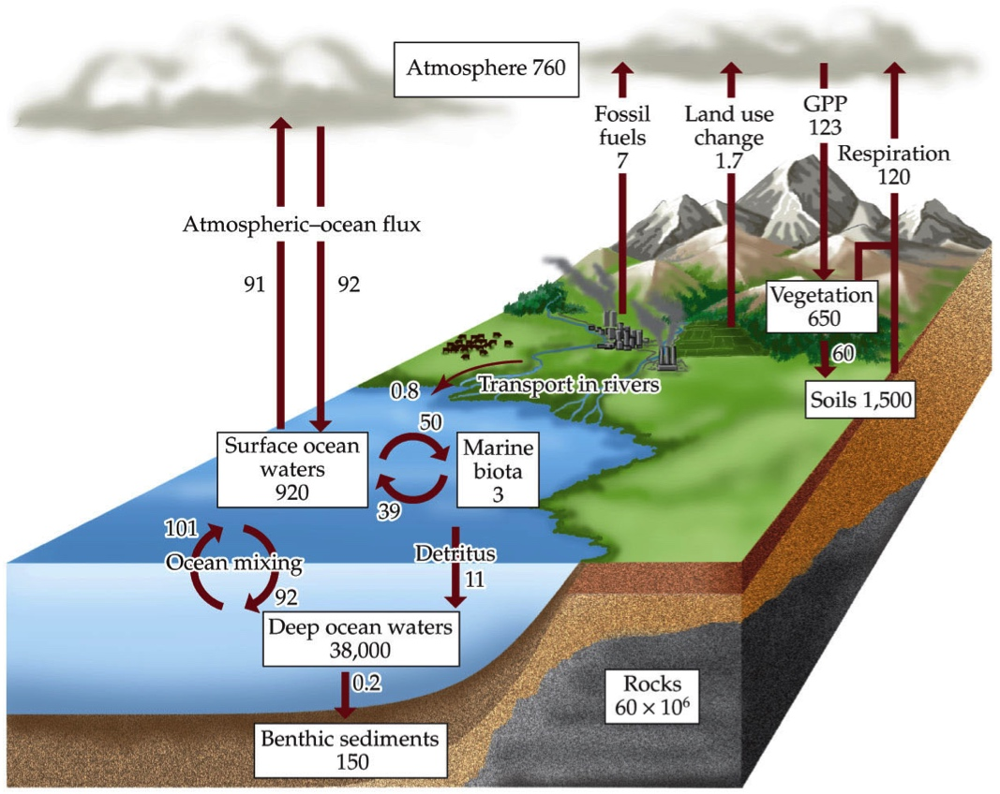 Atmosphere 760
Fossil
fuels
7
Land use
change
1.7
GPP
123
Respiration
120
Atmospheric–ocean flux
91
92
Vegetation
650
60
Soils 1,500
Transport in rivers
0.8
50
Surface ocean
waters
920
Marine
biota
3
39
101
Ocean mixing
92
Detritus
11
Deep ocean waters
38,000
0.2
Benthic sediments
150
Rocks
60 × 10⁶